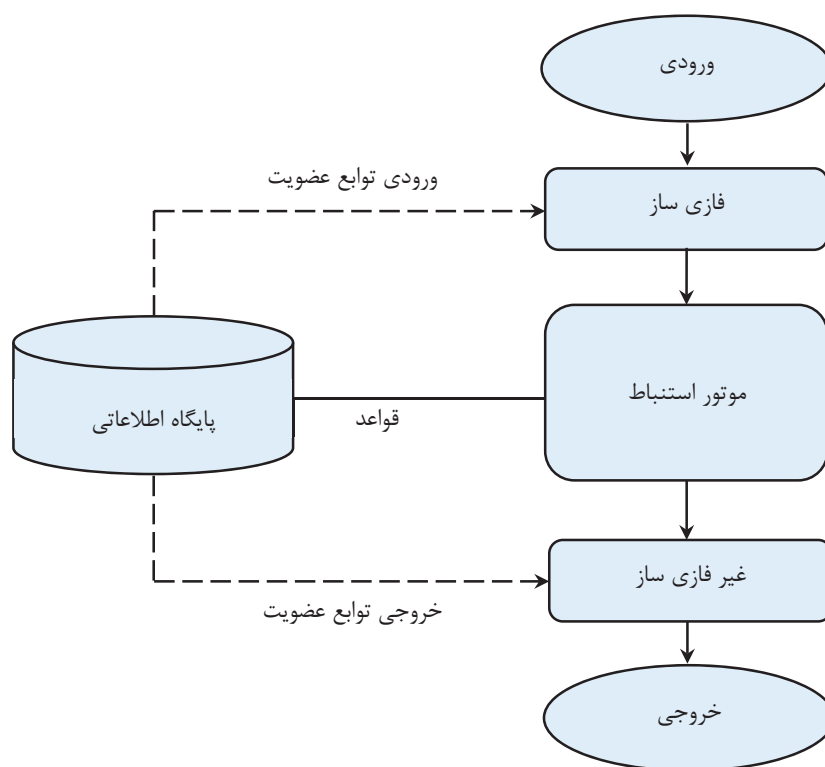 ورودی
ورودی توابع عضویت
فازی ساز
موتور استنباط
قواعد
پایگاه اطلاعاتی
غیر فازی ساز
خروجی توابع عضویت
خروجی